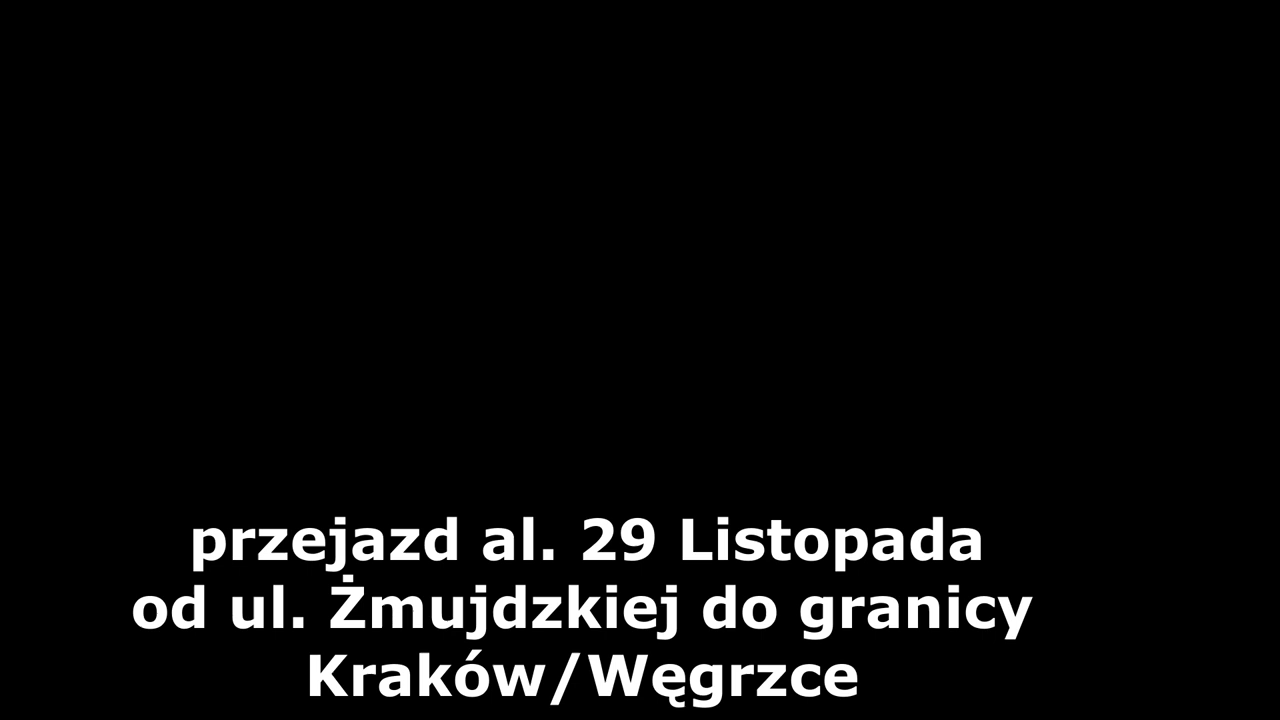 przejazd al. 29 Listopada
od ul. Żmujdzkiej do granicy
Kraków/Węgrzce